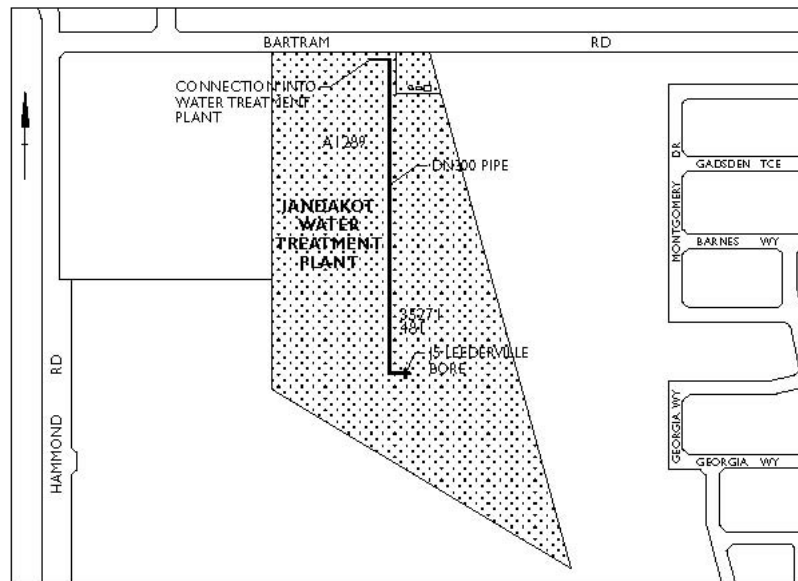 BARTRAM RD
CONNECTION INTO
WATER TREATMENT
PLANT
A1289
DN300 PIPE
JANDAKOT
WATER
TREATMENT
PLANT
35271
481
J5 LEEDERVILLE
BORE
HAMMOND RD
MONTGOMERY DR
GADSDEN TCE
BARNES WY
GEORGIA WY
GEORGIA WY